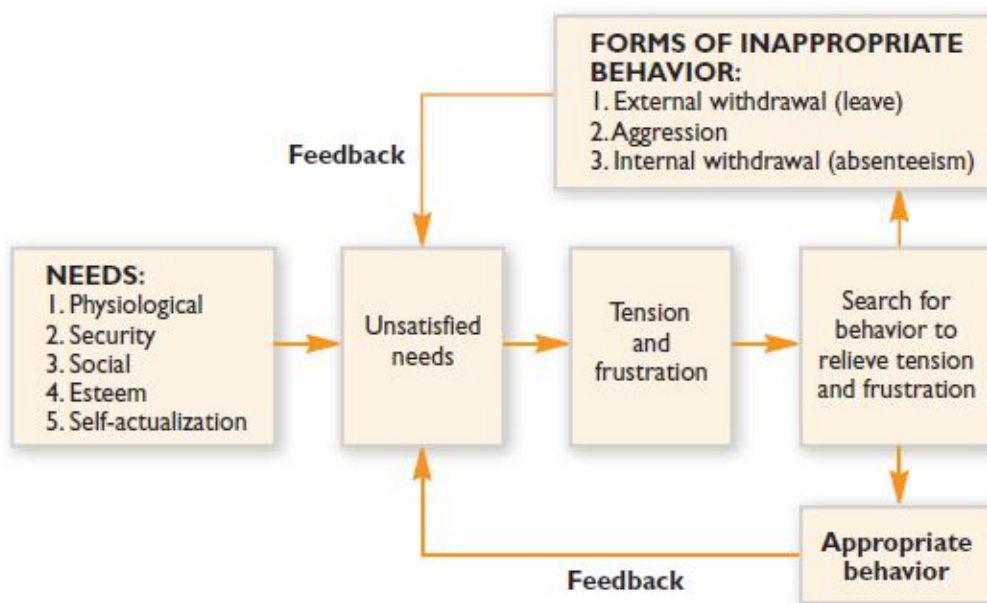 FORMS OF INAPPROPRIATE
BEHAVIOR:
1. External withdrawal (leave)
2. Aggression
3. Internal withdrawal (absenteeism)
Feedback
NEEDS:
1. Physiological
2. Security
3. Social
4. Esteem
5. Self-actualization
Unsatisfied
needs
Tension
and
frustration
Search for
behavior to
relieve tension
and frustration
Appropriate
behavior
Feedback